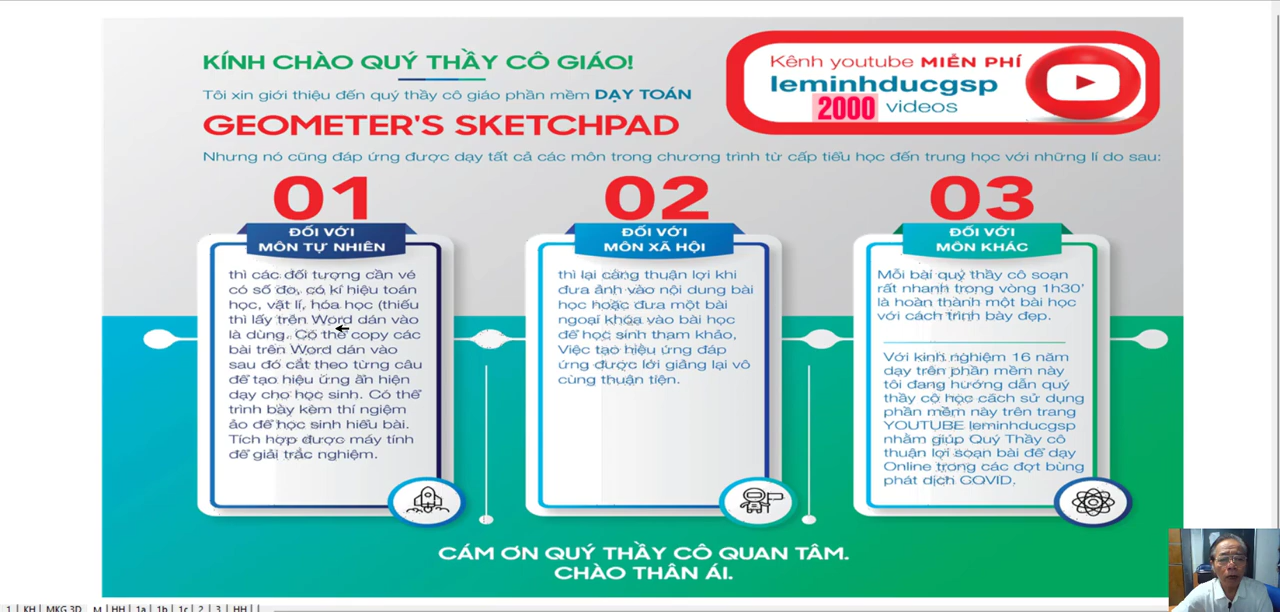 KÍNH CHÀO QUÝ THẦY CÔ GIÁO!
Tôi xin giới thiệu đến quý thầy cô giáo phần mềm DẠY TOÁN
GEOMETER'S SKETCHPAD
Kênh youtube MIỄN PHÍ
leminhducgsp
2000 videos
Nhưng nó cũng đáp ứng được dạy tất cả các môn trong chương trình từ cấp tiểu học đến trung học với những lí do sau:
01
ĐỐI VỚI
MÔN TỰ NHIÊN
thì các đối tượng cần vẽ
có số đo, có kí hiệu toán
học, vật lí, hóa học (thiếu
thì lấy trên Word dán vào
là dùng. Có thể copy các
bài trên Word dán vào
sau đó cắt theo từng câu
để tạo hiệu ứng ẩn hiện
dạy cho học sinh. Có thể
trình bày kèm thí ngiệm
ảo để học sinh hiểu bài.
Tích hợp được máy tính
để giải trắc nghiệm.
02
ĐỐI VỚI
MÔN XÃ HỘI
thì lại càng thuận lợi khi
đưa ảnh vào nội dung bài
học hoặc đưa một bài
ngoại khóa vào bài học
để học sinh tham khảo,
Việc tạo hiệu ứng đáp
ứng được lời giảng lại vô
cùng thuận tiện.
03
ĐỐI VỚI
MÔN KHÁC
Mỗi bài quý thầy cô soạn
rất nhanh trong vòng 1h30'
là hoàn thành một bài học
với cách trình bày đẹp.
Với kinh nghiệm 16 năm
dạy trên phần mềm này
tôi đang hướng dẫn quý
thầy cô học cách sử dụng
phần mềm này trên trang
YOUTUBE leminhducgsp
nhằm giúp Quý Thầy cô
thuận lợi soạn bài để dạy
Online trong các đợt bùng
phát dịch COVID.
CÁM ƠN QUÝ THẦY CÔ QUAN TÂM.
CHÀO THÂN ÁI.
1 | KH | MKG 3D M | HH | 1a | 1b | 1c | 2 | 3 | HH | |